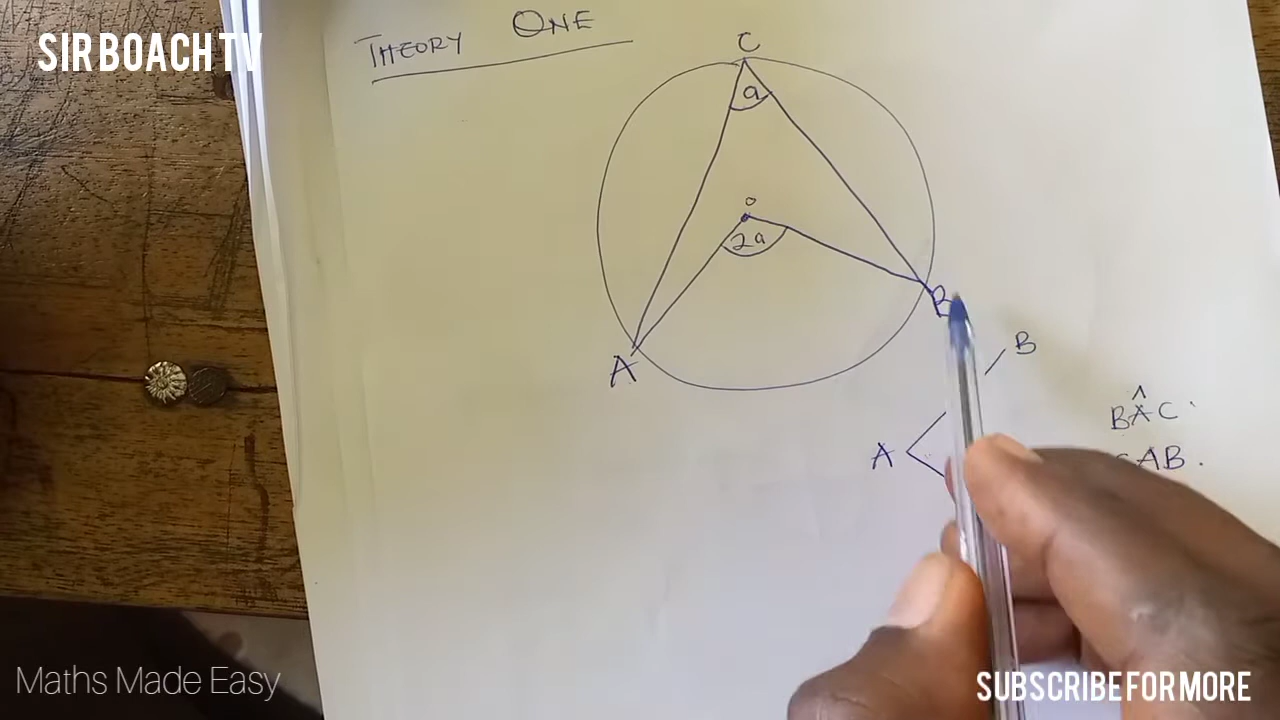 SIR BOACH TV
THEORY ONE
C
a
o
2a
B
A
B
A
BÂC.
AB.
Maths Made Easy
SUBSCRIBE FOR MORE